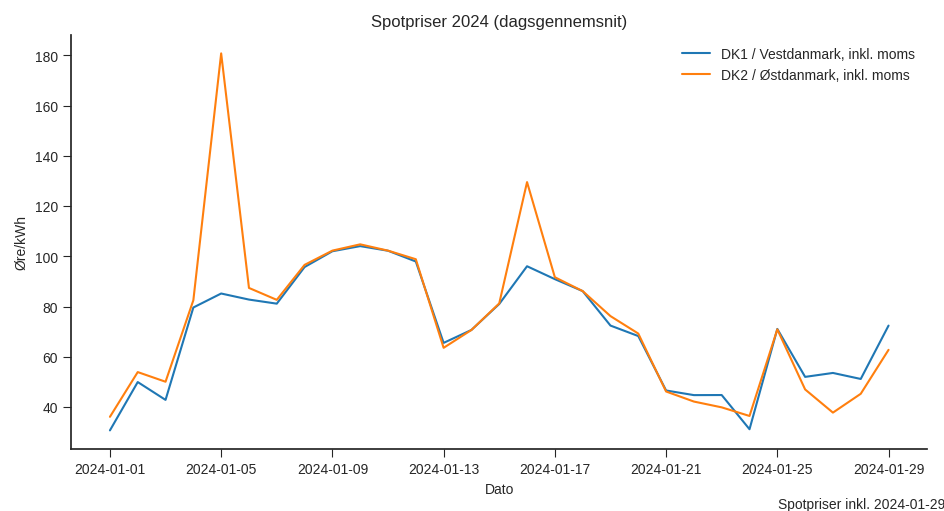 Spotpriser 2024 (dagsgennemsnit)
DK1 / Vestdanmark, inkl. moms
DK2 / Østdanmark, inkl. moms
180
160
140
120
100
80
60
40
Øre/kWh
2024-01-01 2024-01-05 2024-01-09 2024-01-13 2024-01-17 2024-01-21 2024-01-25 2024-01-29
Dato
Spotpriser inkl. 2024-01-29